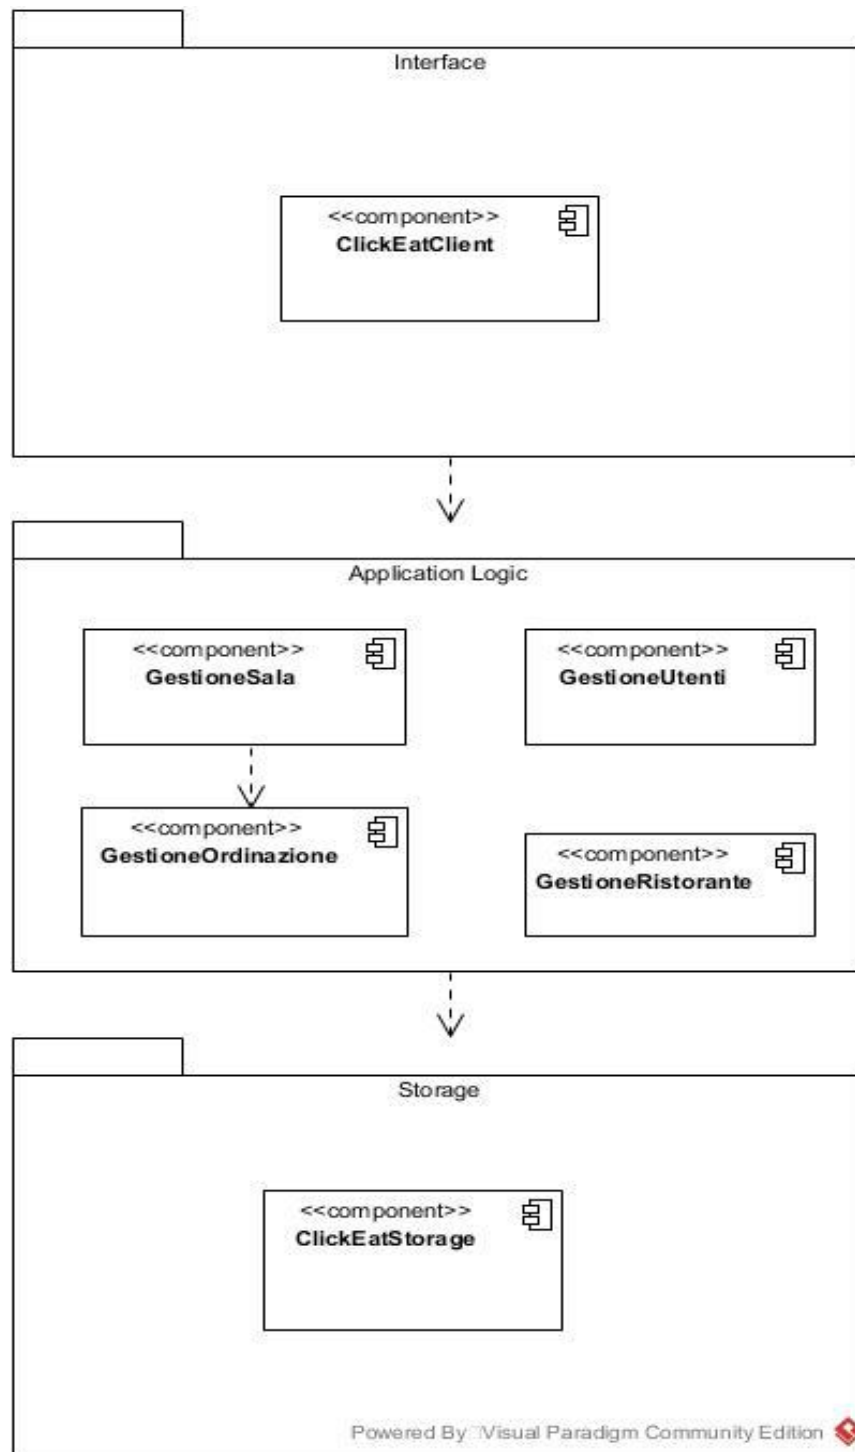 Interface
<<component>>
ClickEatClient
Application Logic
<<component>>
GestioneSala
<<component>>
GestioneUtenti
<<component>>
GestioneOrdinazione
<<component>>
GestioneRistorante
Storage
<<component>>
ClickEatStorage
Powered By Visual Paradigm Community Edition